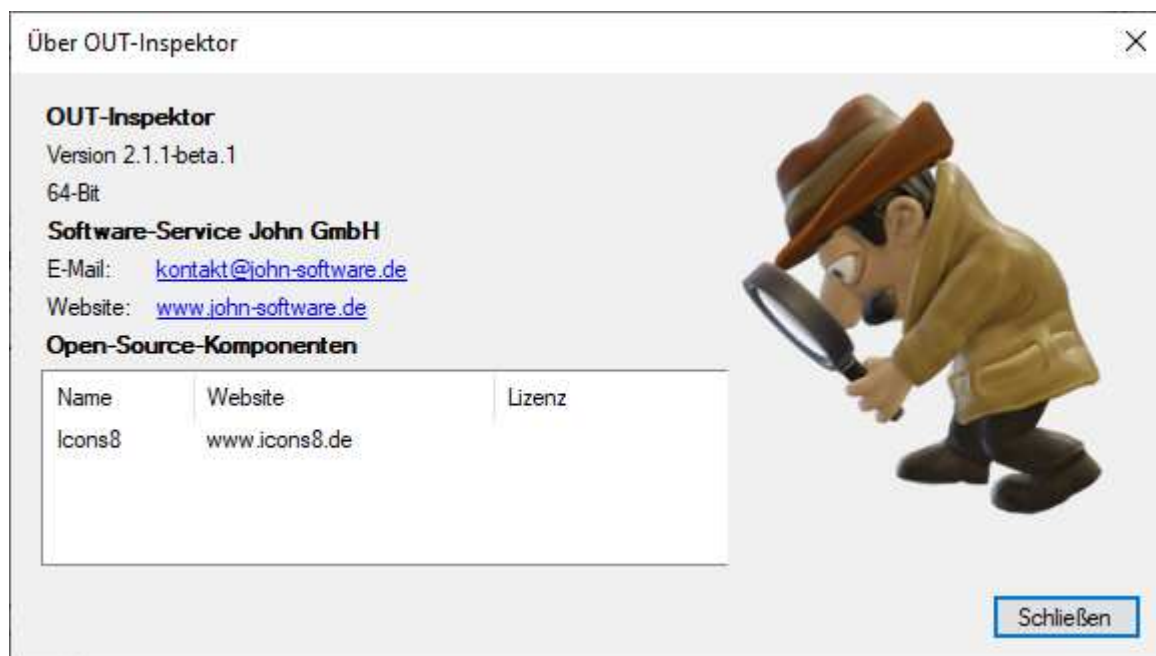 Über OUT-Inspektor
OUT-Inspektor
Version 2.1.1-beta.1
64-Bit
Software-Service John GmbH
E-Mail: kontakt@john-software.de
Website: www.john-software.de
Open-Source-Komponenten
Name Website Lizenz
Icons8 www.icons8.de
Schließen